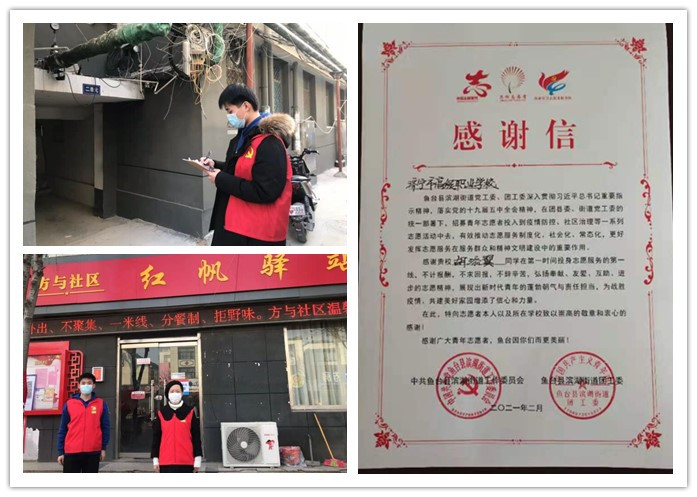 二单元
方与社区 红帆驿站
外出、不聚集、一米线、分餐制、拒野味。方与社区温馨
感谢信
济宁市高级职业学校
鱼台县滨湖街道党工委、团工委深入贯彻习近平总书记重要指
示精神，落实党的十九届五中全会精神，在团县委、街道党工委的
统一部署下，招募青年志愿者投入到疫情防控、社区治理等一系列
志愿活动中去，有效推动志愿服务制度化、社会化、常态化，更好
发挥志愿服务在服务群众和精神文明建设中的重要作用。
感谢贵校 同学在第一时间投身志愿服务的第一
线，不计报酬、不求回报，不辞辛苦，弘扬奉献、友爱、互助、进
步的志愿精神，展现出新时代青年的蓬勃朝气与责任担当，为战胜
疫情、共建美好家园增添了信心和力量。
在此，特向志愿者本人以及所在学校致以崇高的敬意和衷心的
感谢！
感谢广大青年志愿者，鱼台因你们而更美丽！
中共鱼台县滨湖街道工作委员会 鱼台县滨湖街道团工委
二〇二一年二月